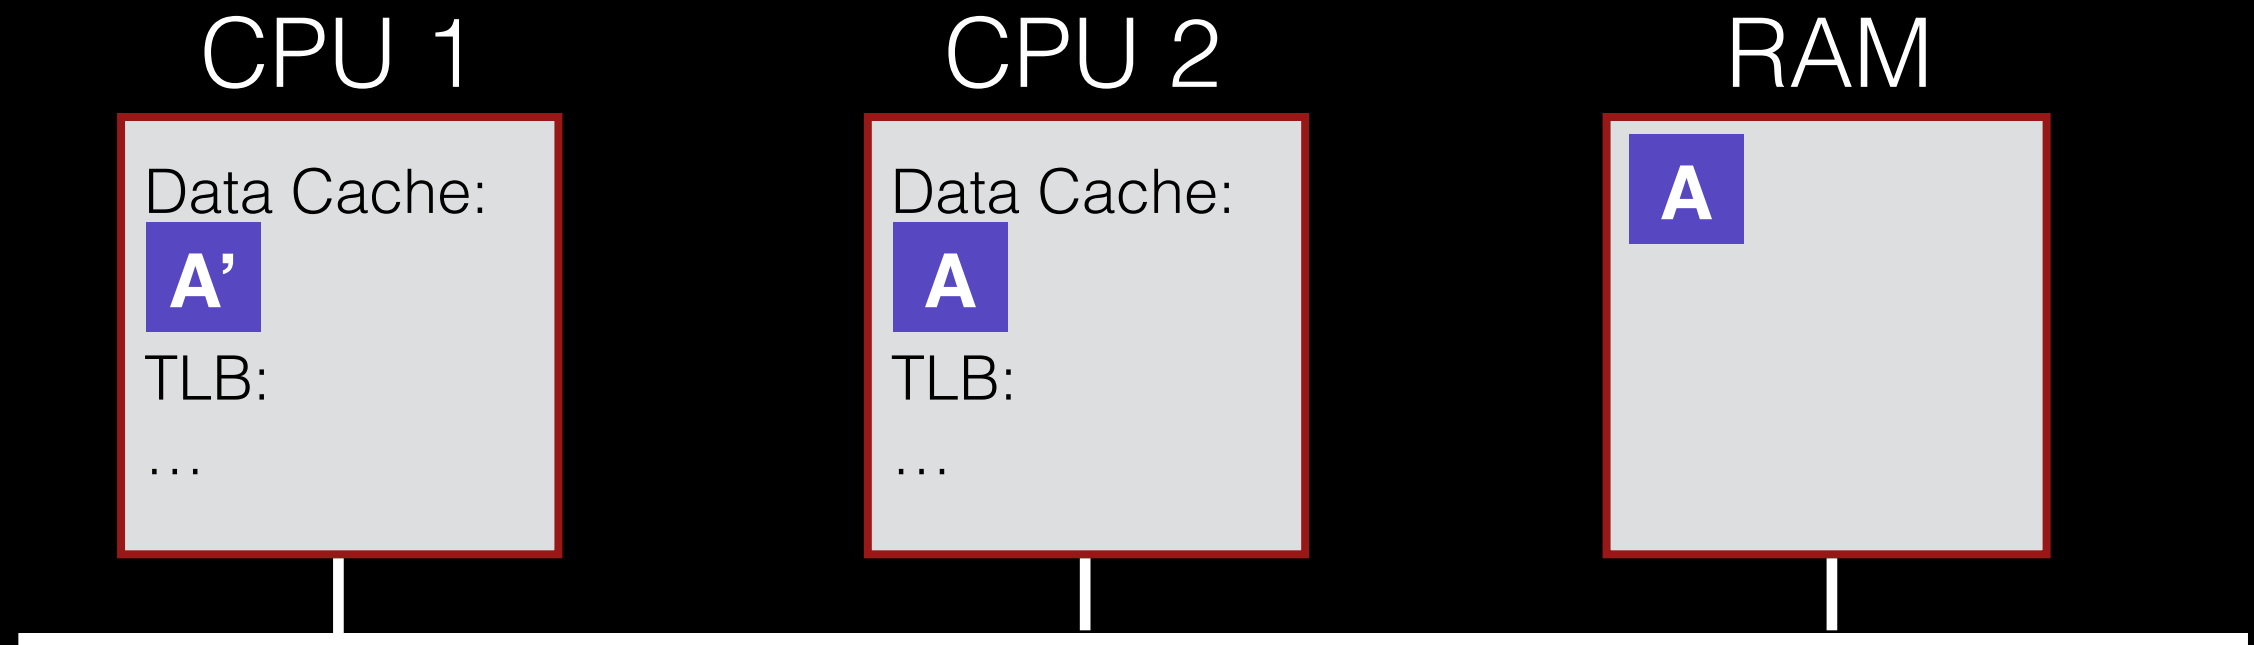 CPU 1
Data Cache:
A’
TLB:
…
CPU 2
Data Cache:
A
TLB:
…
RAM
A